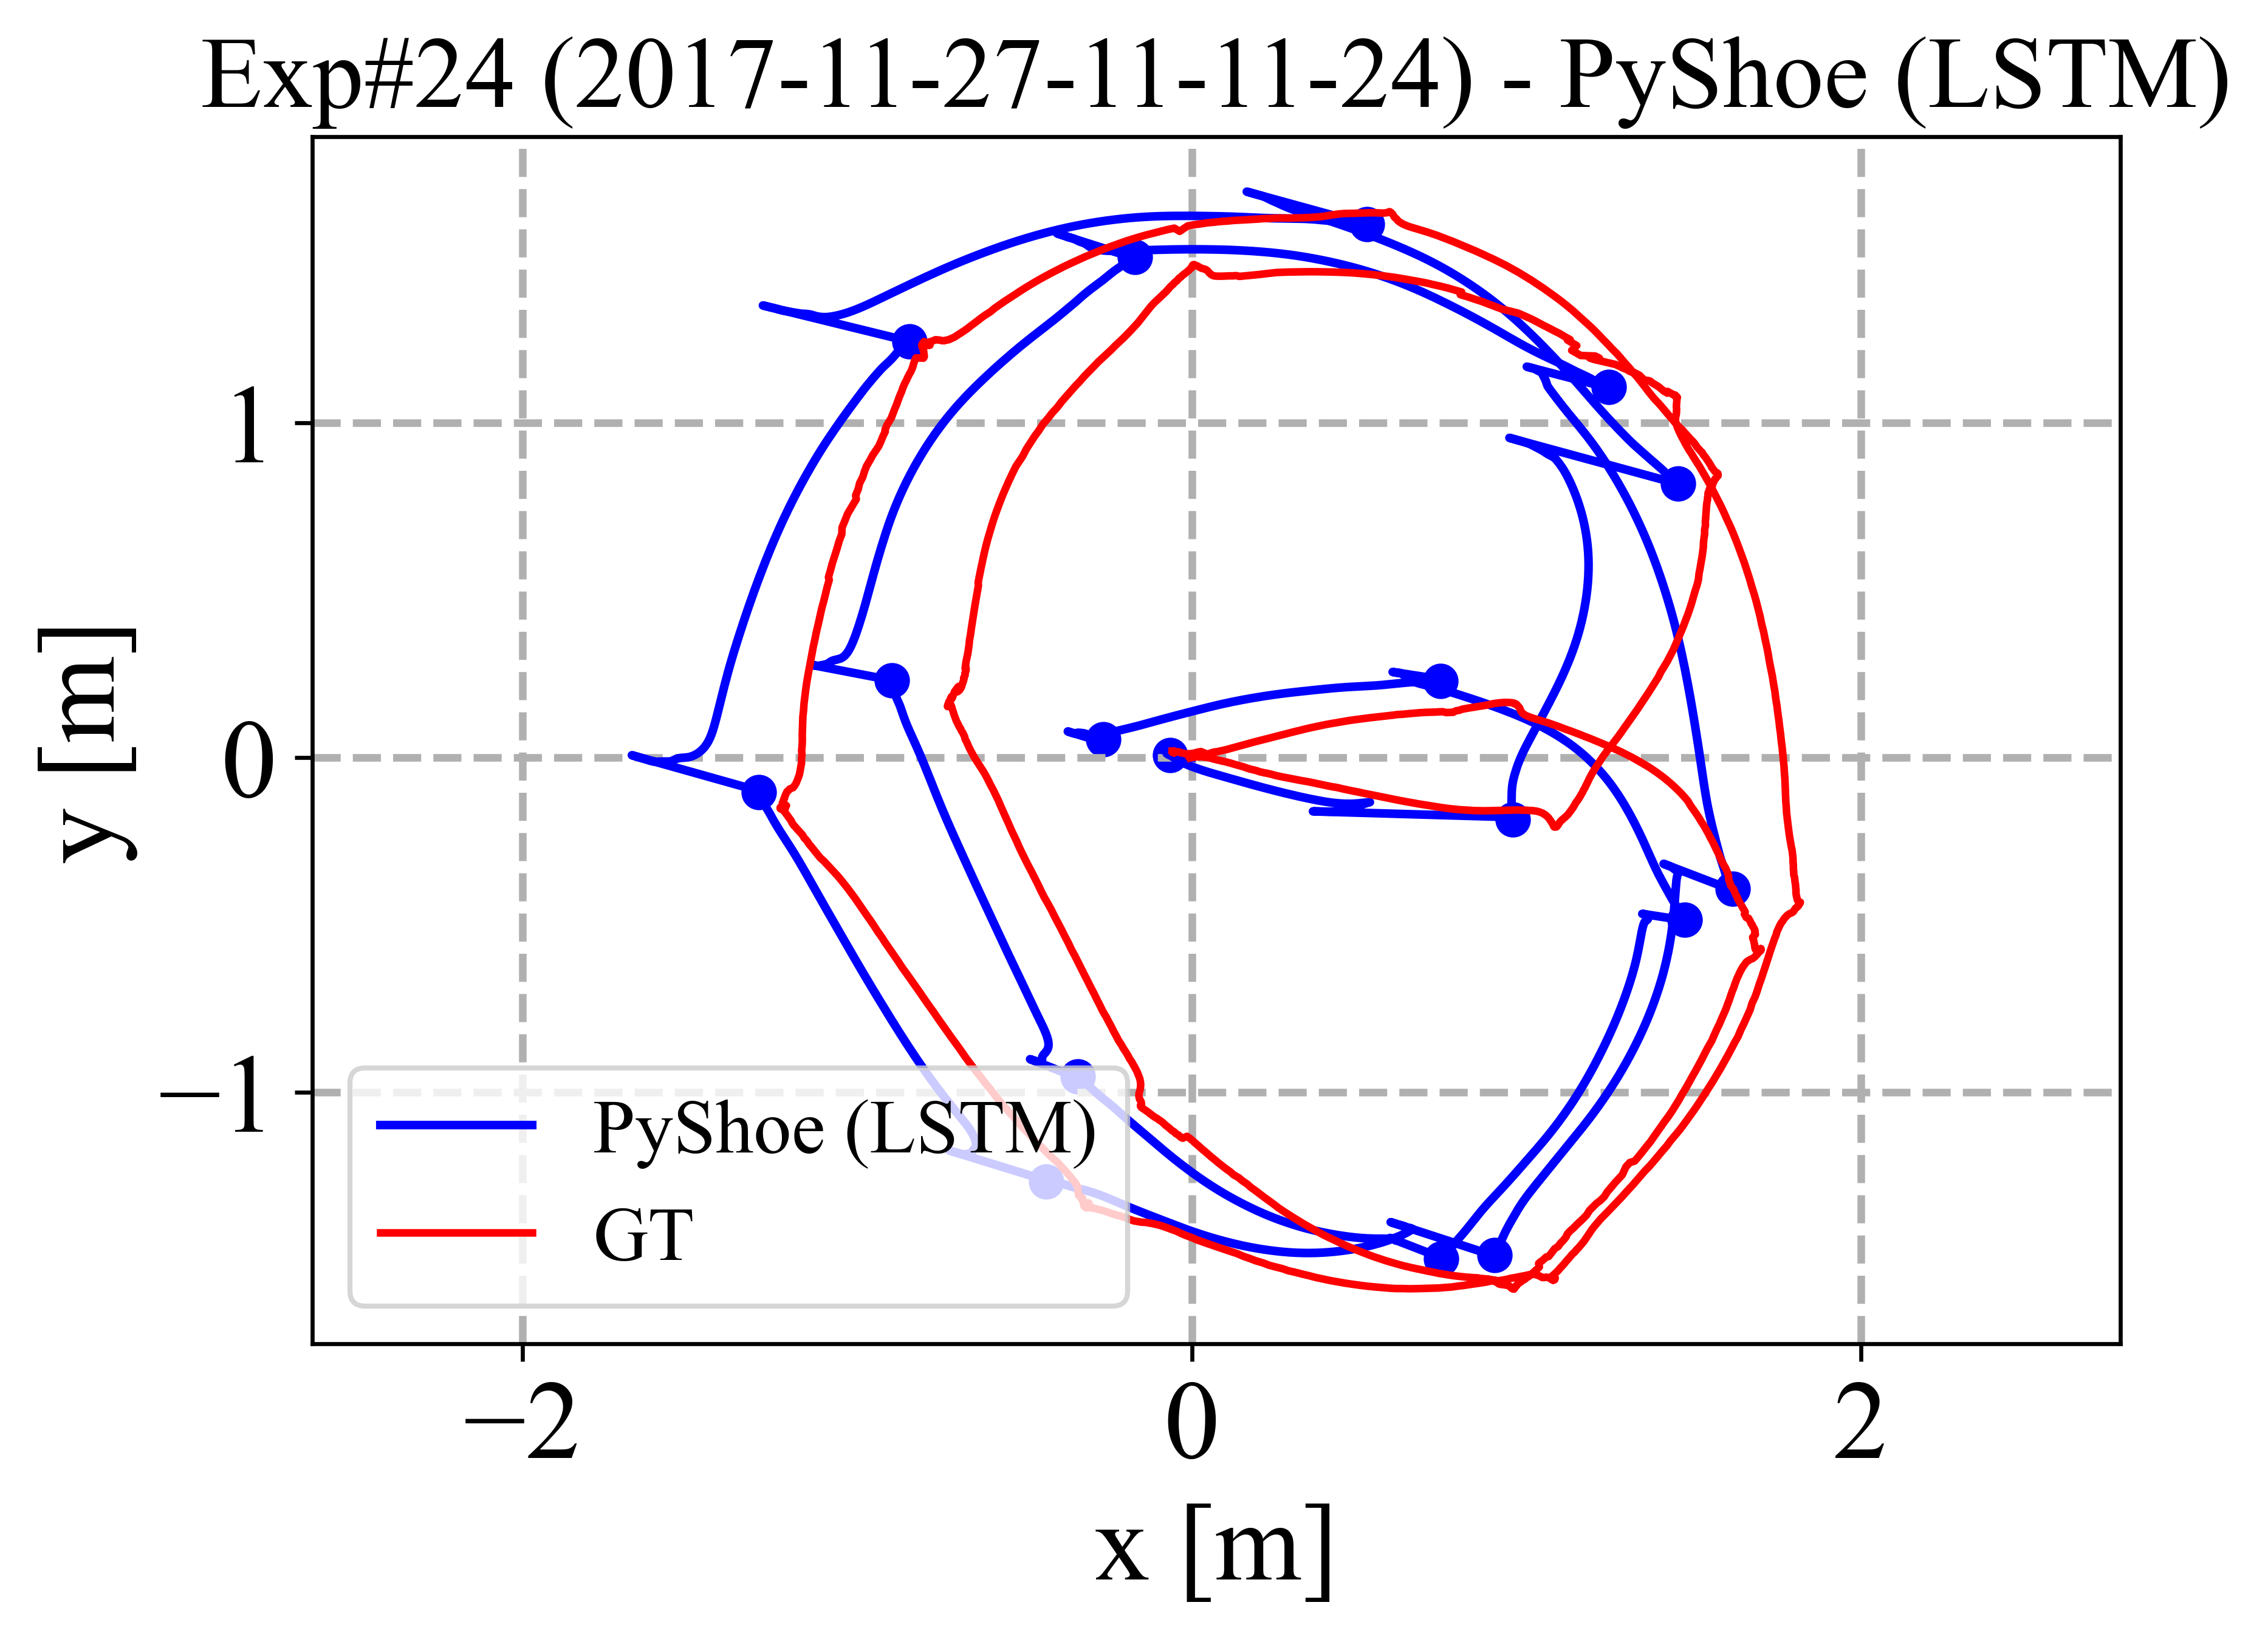 Exp#24 (2017-11-27-11-11-24) - PyShoe (LSTM)
y [m]
1
0
−1
PyShoe (LSTM)
GT
−2
0
2
x [m]